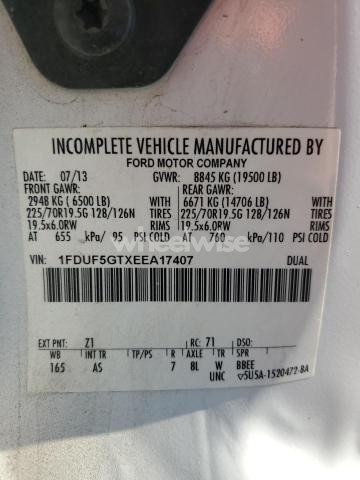 INCOMPLETE VEHICLE MANUFACTURED BY
FORD MOTOR COMPANY
DATE: 07/13 GVWR: 8845 KG (19500 LB)
FRONT GAWR: REAR GAWR:
2948 KG ( 6500 LB) WITH 6671 KG (14706 LB) WITH
225/70R19.5G 128/126N TIRES 225/70R19.5G 128/126N TIRES
19.5x6.0RW RIMS 19.5x6.0RW RIMS
AT 655 kPa/ 95 PSI COLD AT 760 kPa/110 PSI COLD
wheelwise
VIN: 1FDUF5GTXEEA17407 DUAL
EXT PNT: Z1 RC: 71 DSO:
WB INT TR TP/PS R AXLE TR SPR
165 AS 7 8L W BBEE
UNC ▽5U5A-1520472-BA